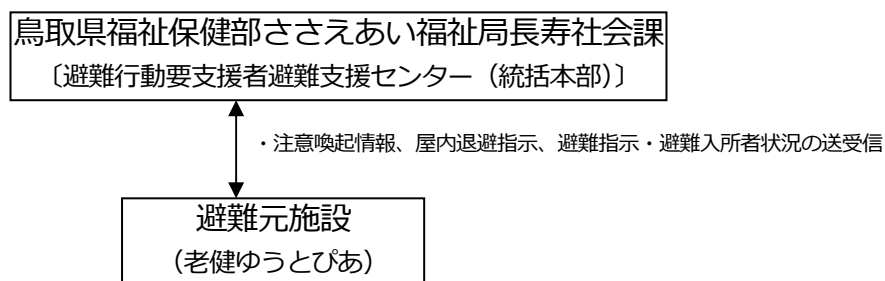 鳥取県福祉保健部ささえあい福祉局長寿社会課
〔避難行動要支援者避難支援センター（統括本部）〕
・注意喚起情報、屋内退避指示、避難指示・避難入所者状況の送受信
避難元施設
（老健ゆうとぴあ）